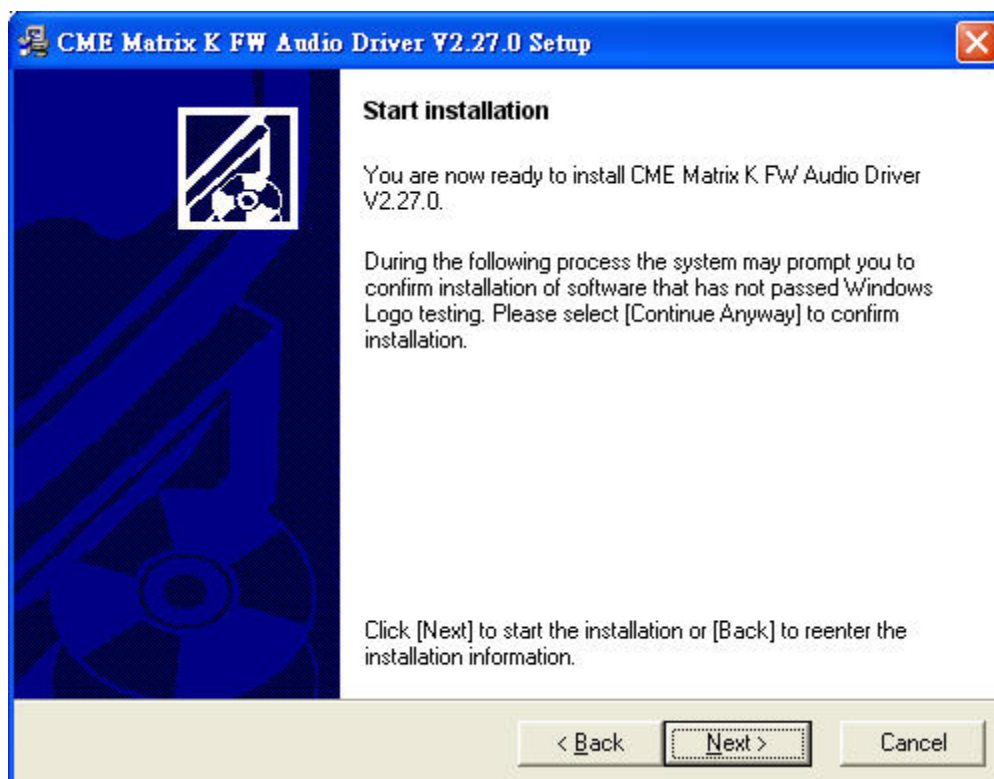 CME Matrix K FW Audio Driver V2.27.0 Setup
Start installation
You are now ready to install CME Matrix K FW Audio Driver
V2.27.0.
During the following process the system may prompt you to
confirm installation of software that has not passed Windows
Logo testing. Please select [Continue Anyway] to confirm
installation.
Click [Next] to start the installation or [Back] to reenter the
installation information.
< Back
Next >
Cancel